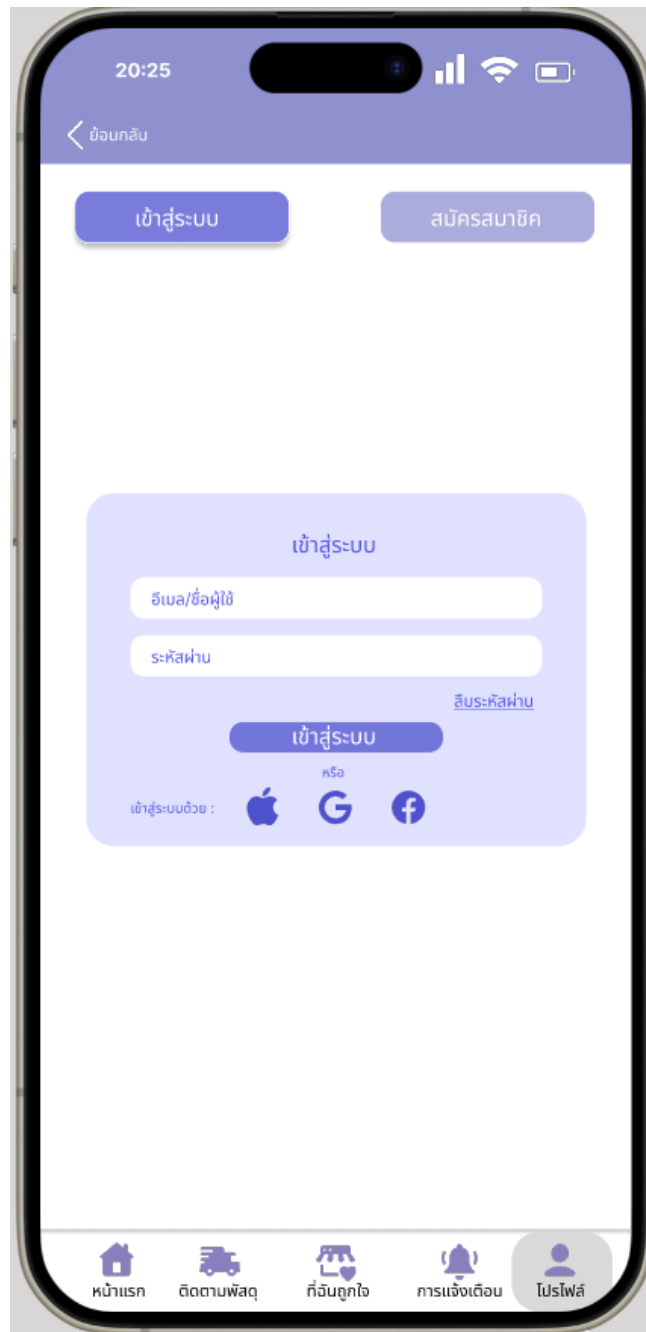 20:25
ย้อนกลับ
เข้าสู่ระบบ สมัครสมาชิค
เข้าสู่ระบบ
อีเมล/ชื่อผู้ใช้
ระหัสผ่าน
ลืมระหัสผ่าน
เข้าสู่ระบบ
หรือ
เข้าสู่ระบบด้วย :
หน้าแรก ติดตามพัสดุ ที่ฉันถูกใจ การแจ้งเตือน โปรไฟล์